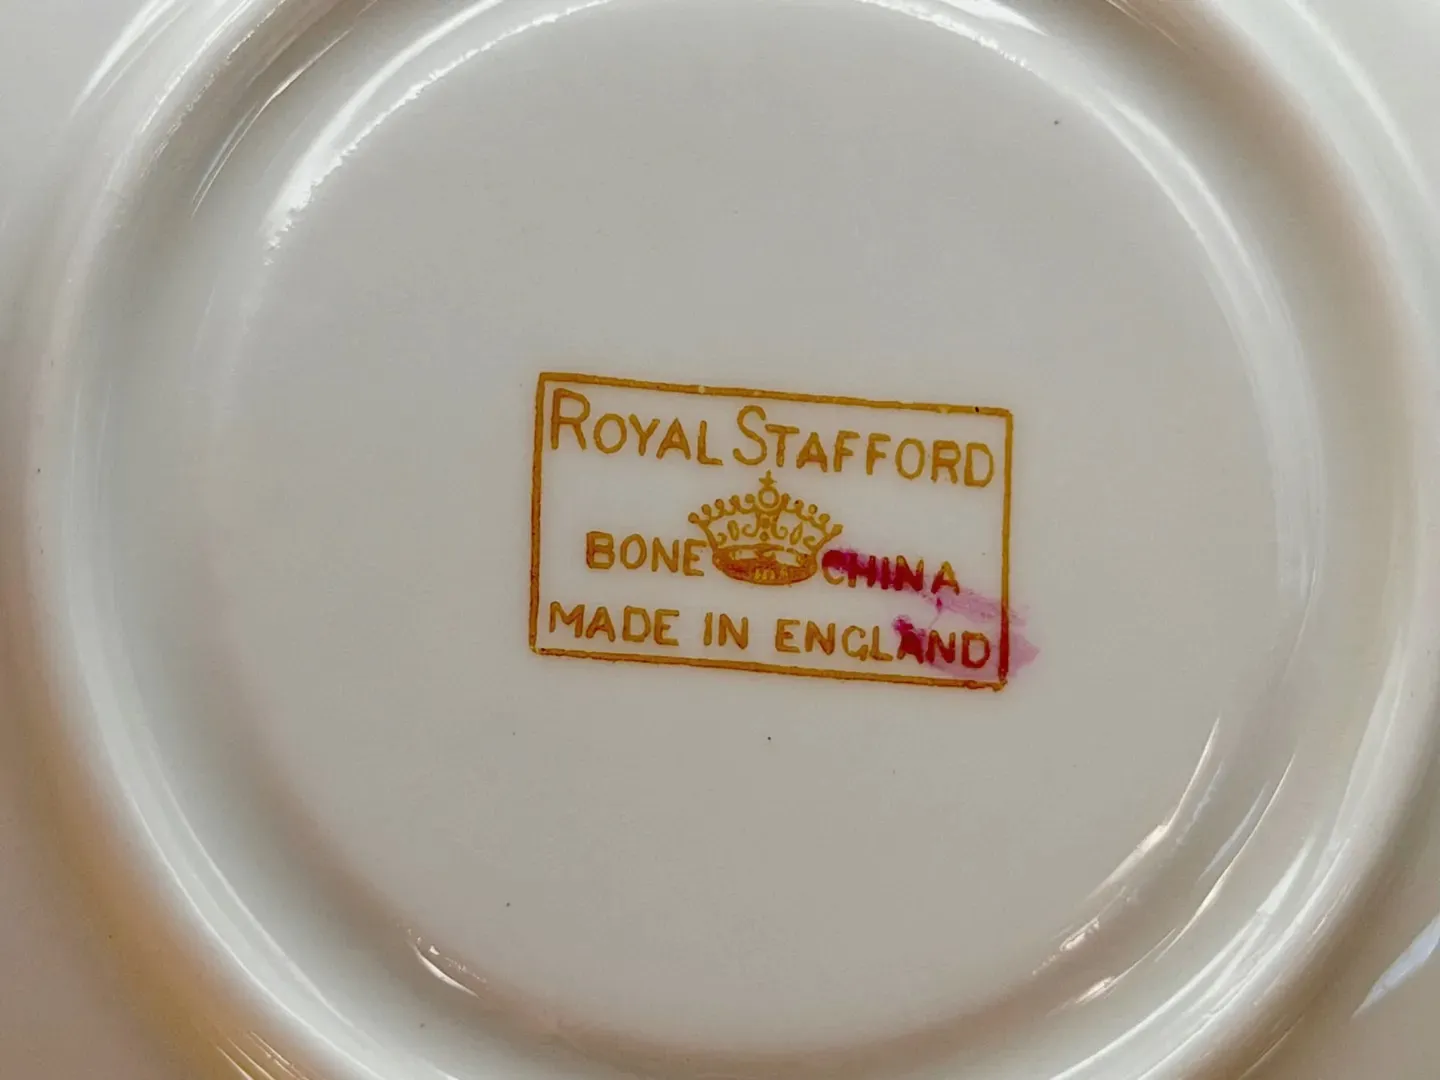 ROYAL STAFFORD
BONE CHINA
MADE IN ENGLAND